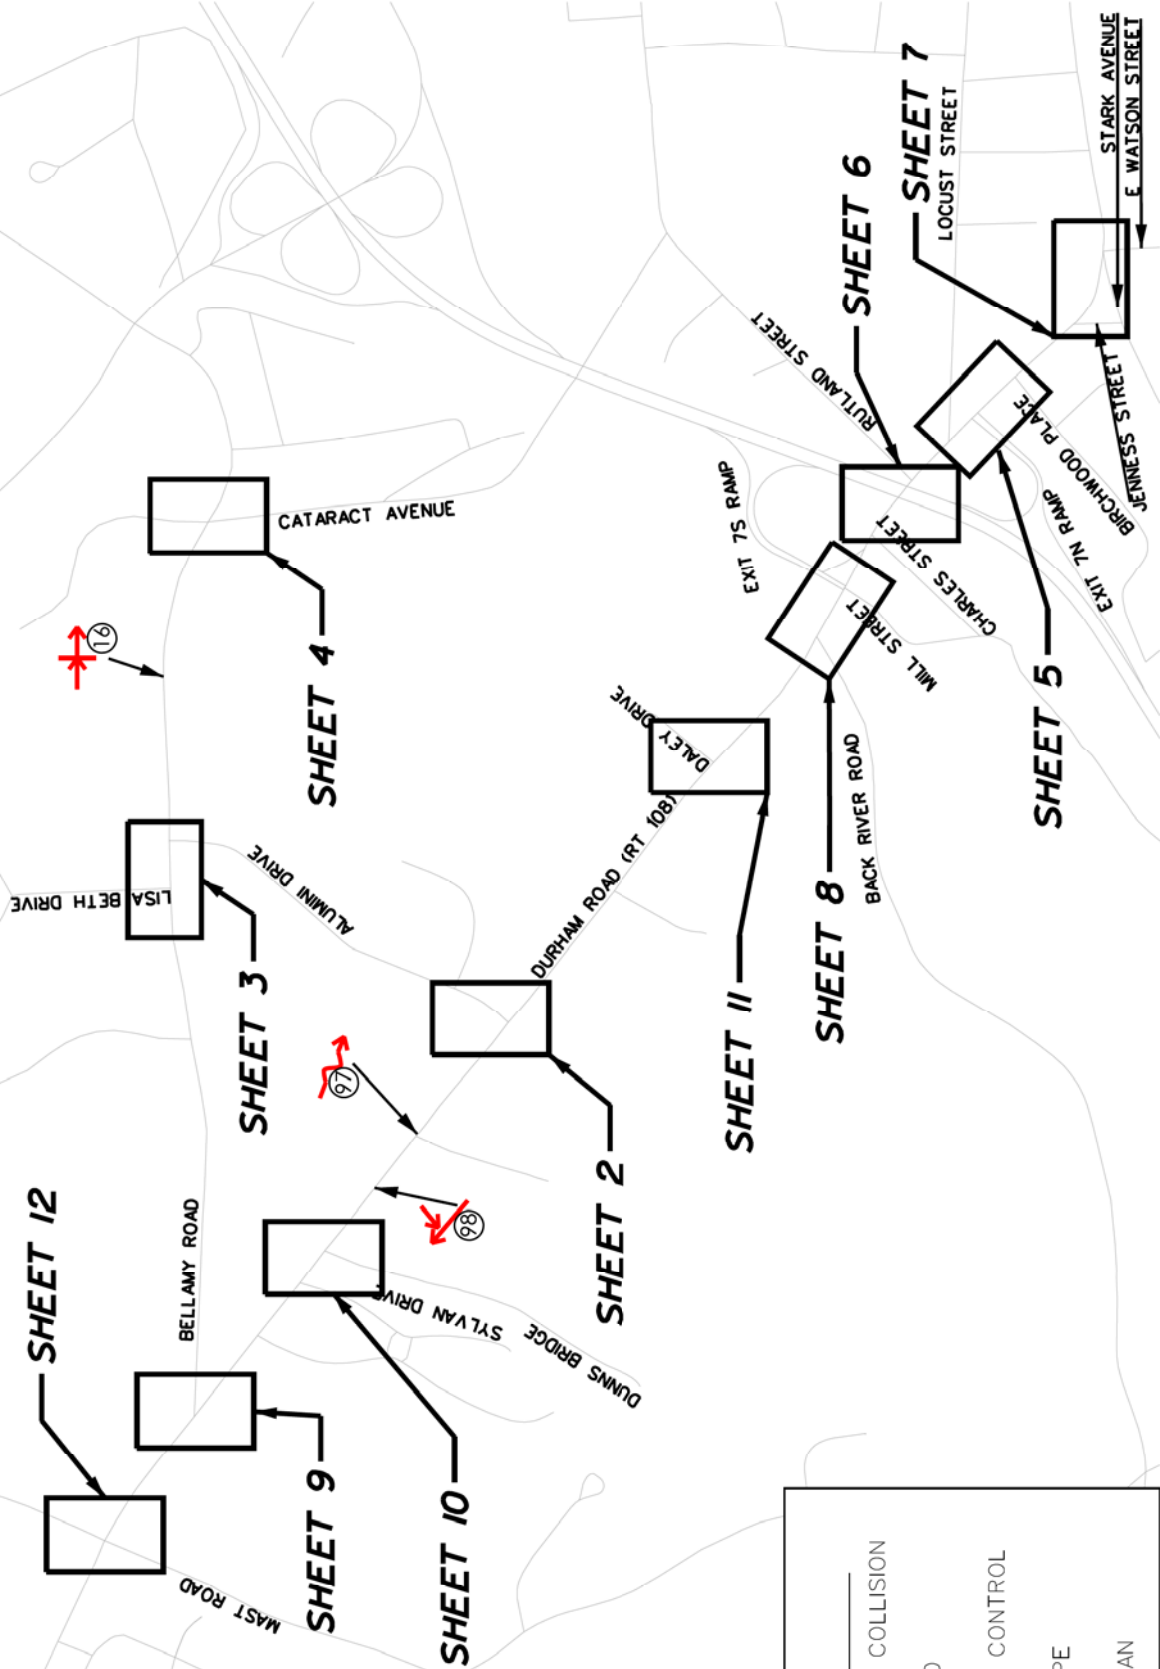 STARK AVENUE
E WATSON STREET
SHEET 7
LOCUST STREET
SHEET 6
RUTLAND STREET
JENNESS STREET
BIRCHWOOD PLACE
EXIT 7N RAMP
EXIT 7S RAMP
CHARLES STREET
MILL STREET
SHEET 5
CATARACT AVENUE
SHEET 4
16
DALEY DRIVE
DURHAM ROAD (RT 108)
BACK RIVER ROAD
SHEET 8
SHEET 11
LISA BETH DRIVE
ALUMINI DRIVE
SHEET 3
97
98
SHEET 2
SHEET 12
BELLAMY ROAD
SYLVAN DRIVE
DUNNS BRIDGE
SHEET 9
SHEET 10
MAST ROAD
COLLISION
CONTROL
PE
AN